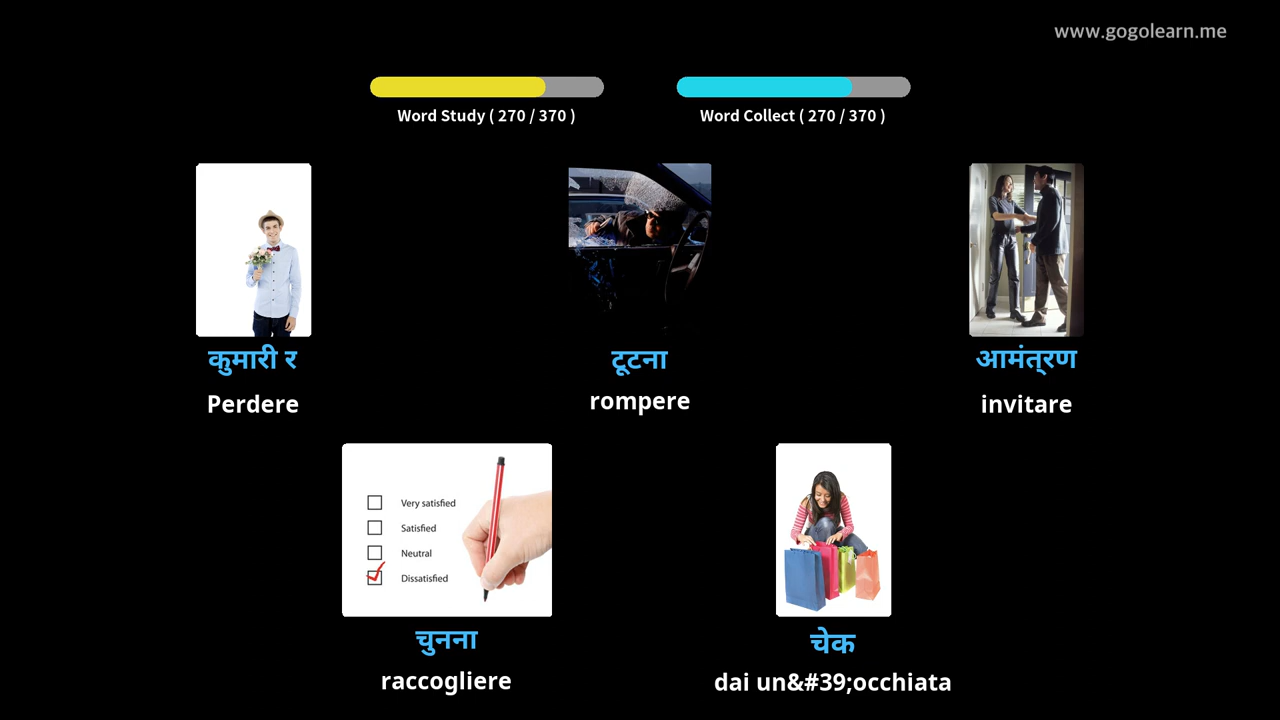 www.gogolearn.me
Word Study ( 270 / 370 )
Word Collect ( 270 / 370 )
कुमारी र
टूटना
आमंत्रण
Perdere
rompere
invitare
Very satisfied
Satisfied
Neutral
Dissatisfied
चुनना
चेक
raccogliere
dai un&#39;occhiata